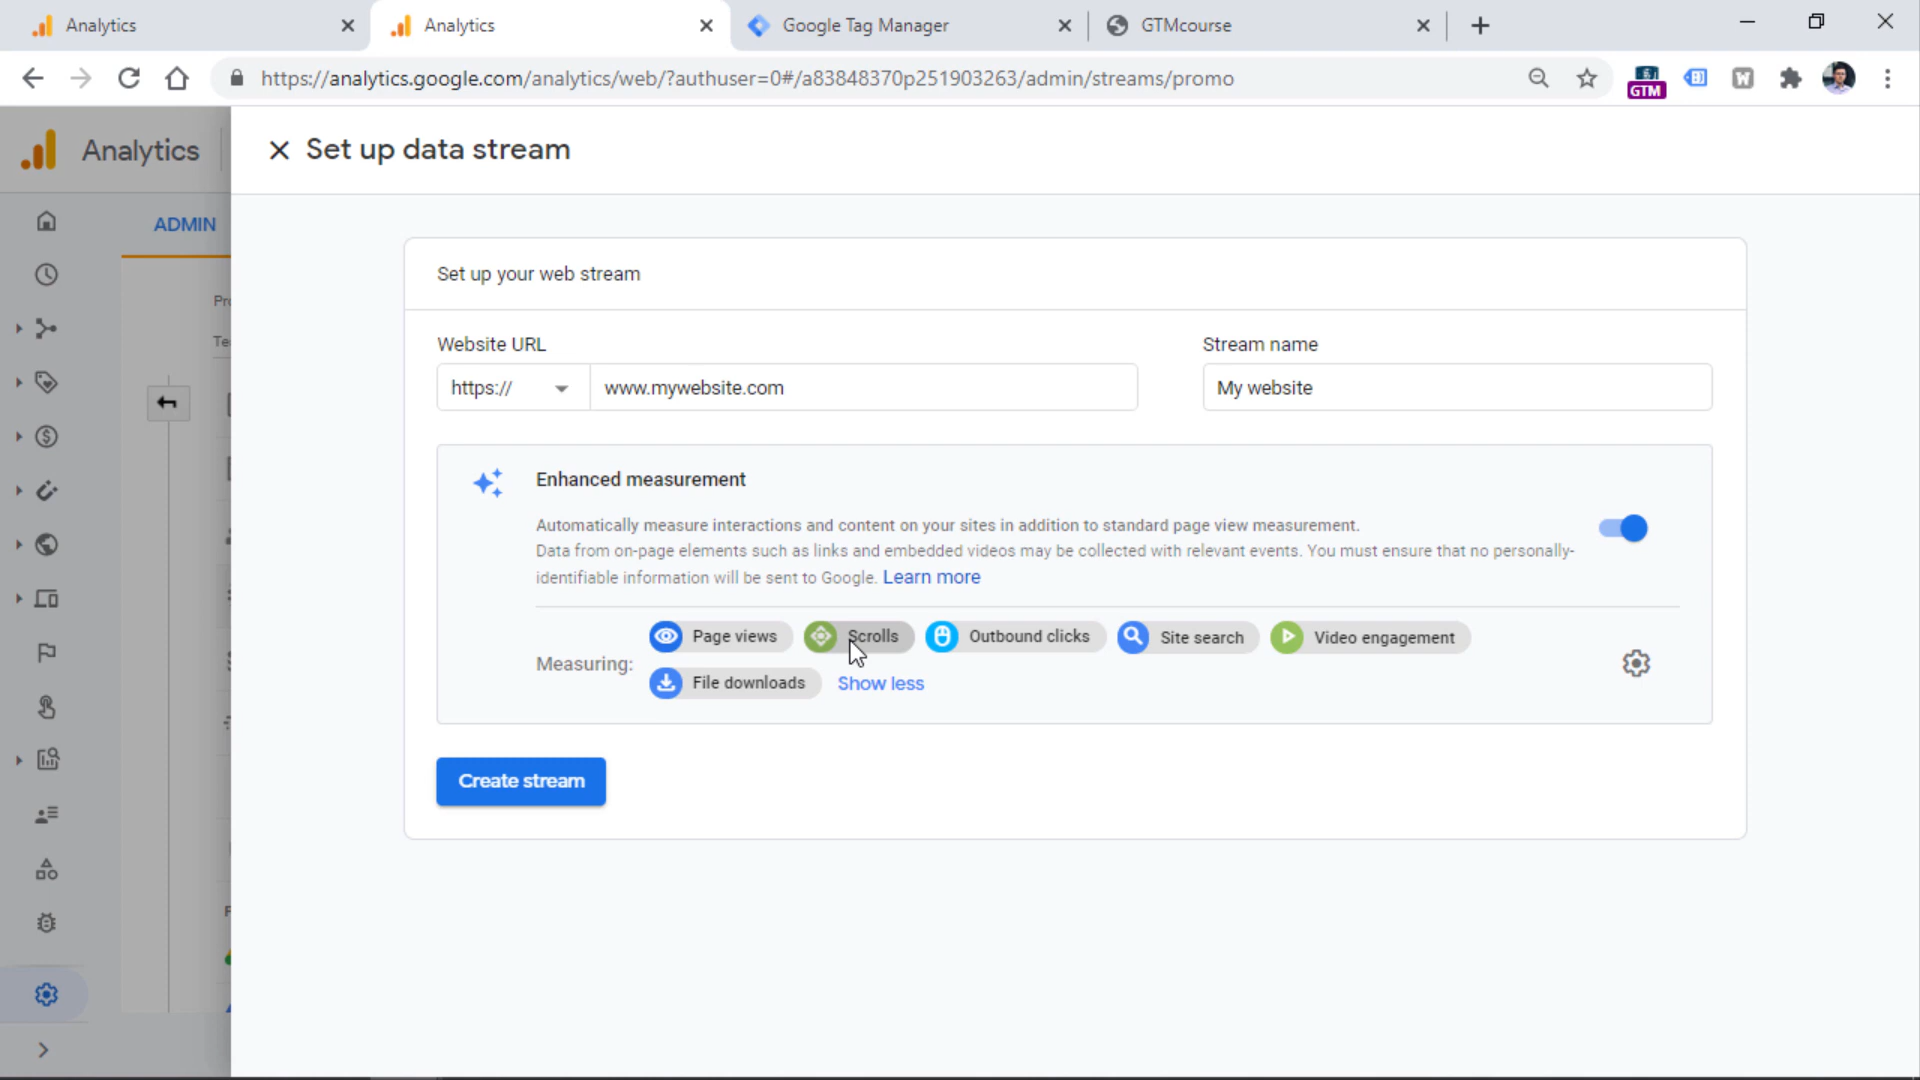 Analytics
Analytics
Google Tag Manager
GTMcourse
https://analytics.google.com/analytics/web/?authuser=0#/a83848370p251903263/admin/streams/promo
GTM
W
Analytics
Set up data stream
ADMIN
Set up your web stream
Website URL
Stream name
https://
www.mywebsite.com
My website
Enhanced measurement
Automatically measure interactions and content on your sites in addition to standard page view measurement.
Data from on-page elements such as links and embedded videos may be collected with relevant events. You must ensure that no personally-
identifiable information will be sent to Google. Learn more
Measuring:
Page views
Scrolls
Outbound clicks
Site search
Video engagement
File downloads
Show less
Create stream